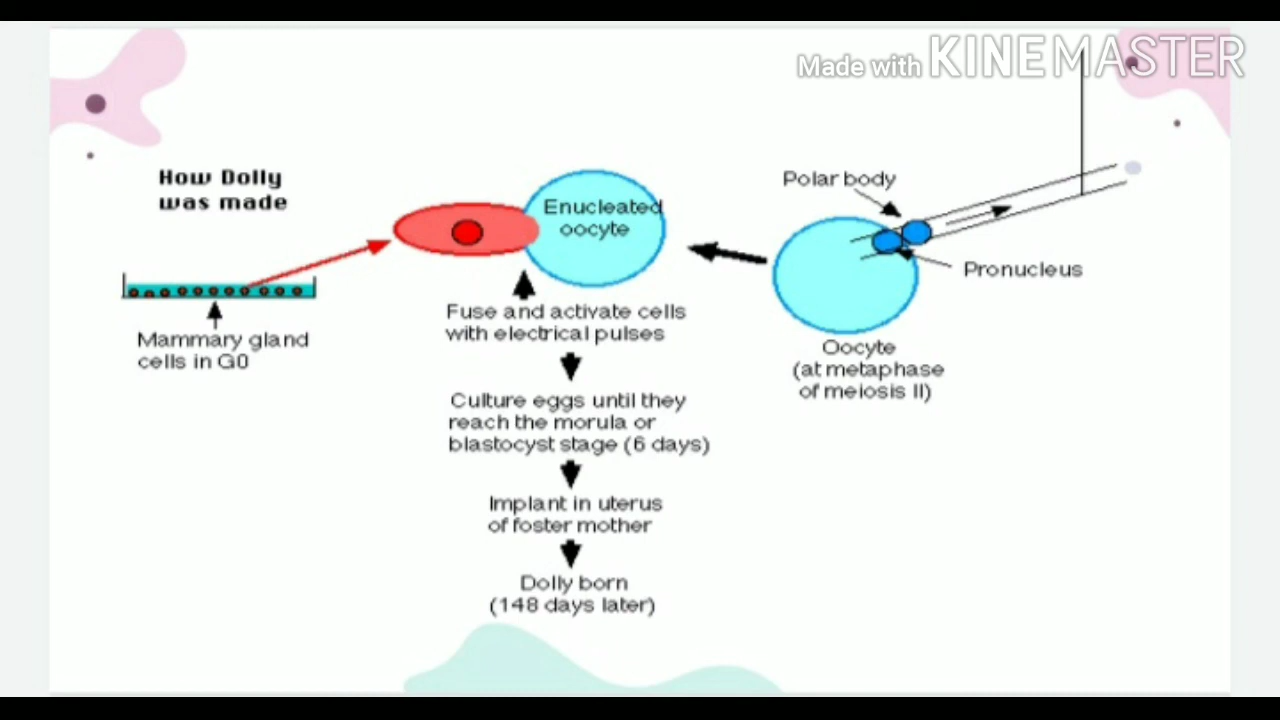 Made with KINEMASTER
How Dolly
was made
Polar body
Enucleated
oocyte
Pronucleus
Mammary gland
cells in G0
Fuse and activate cells
with electrical pulses
Oocyte
(at metaphase
of meiosis II)
Culture eggs until they
reach the morula or
blastocyst stage (6 days)
Implant in uterus
of foster mother
Dolly born
(148 days later)